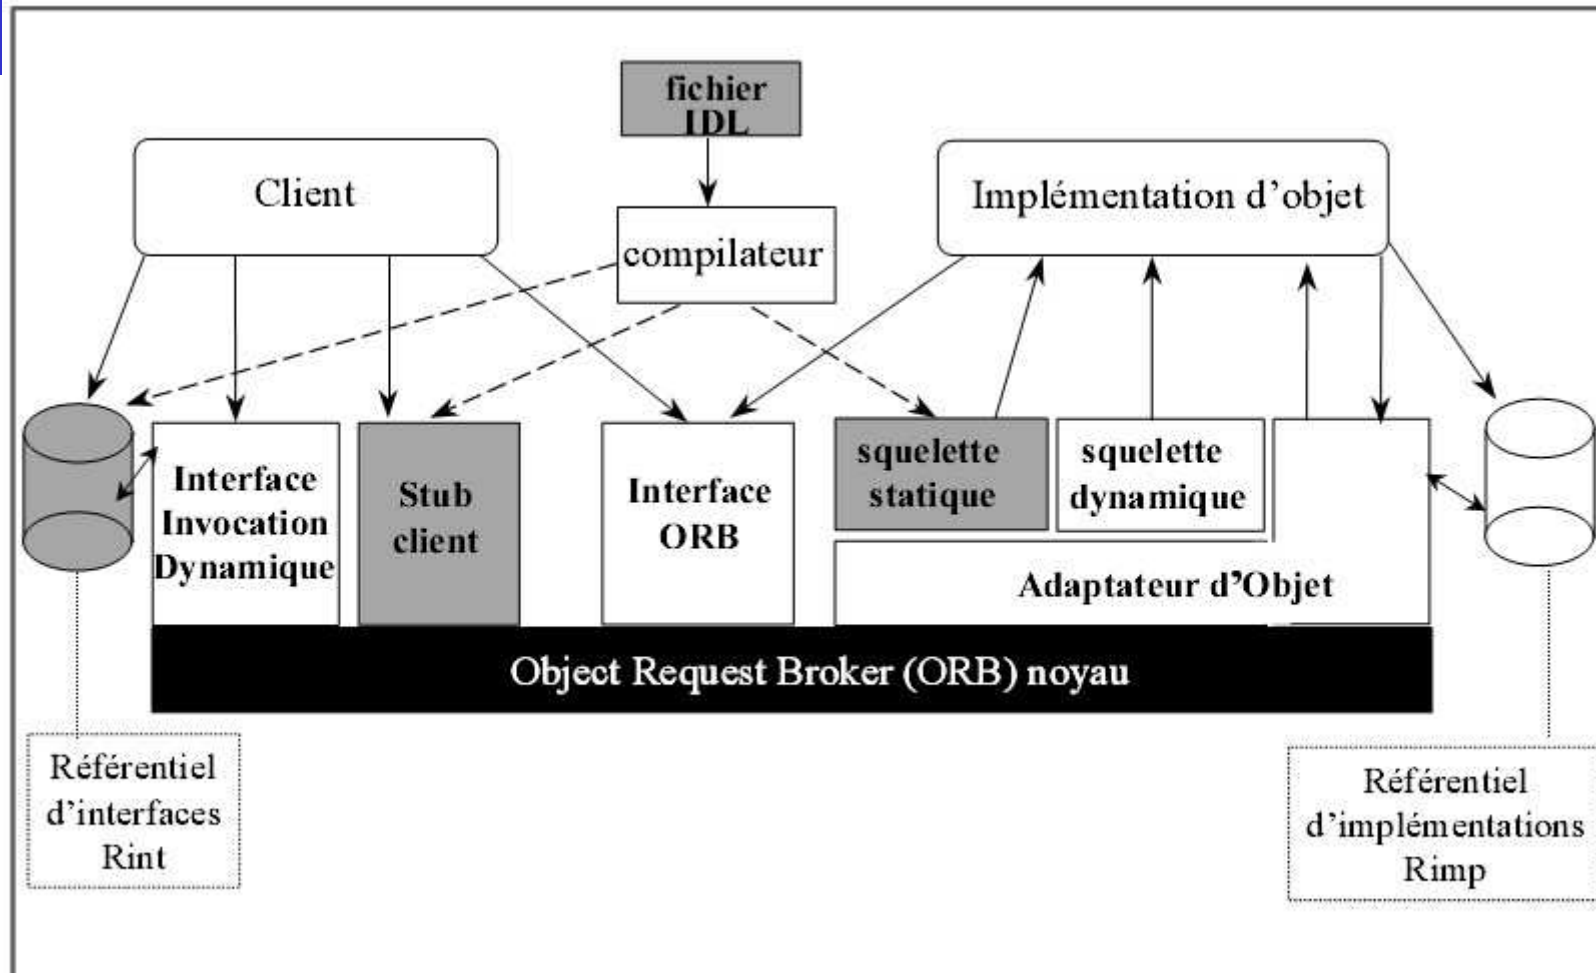 fichier
IDL
Client
Implémentation d'objet
compilateur
Interface
Invocation
Dynamique
Stub
client
Interface
ORB
squelette
statique
squelette
dynamique
Adaptateur d'Objet
Object Request Broker (ORB) noyau
Référentiel
d'interfaces
Rint
Référentiel
d'implémentations
Rimp